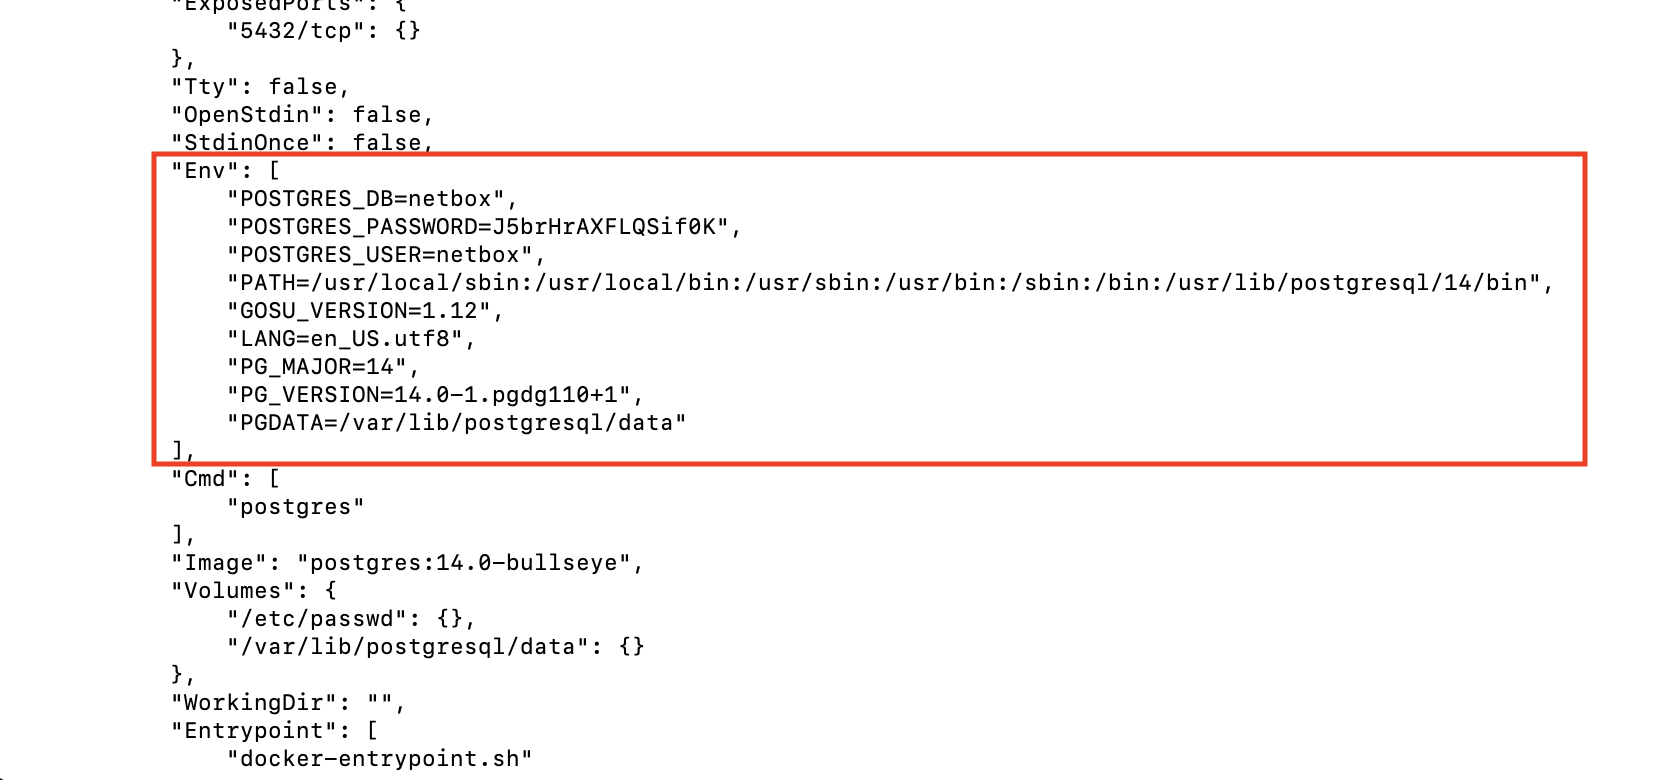 "ExposedPorts": {
"5432/tcp": {}
},
"Tty": false,
"OpenStdin": false,
"StdinOnce": false,
"Env": [
"POSTGRES_DB=netbox",
"POSTGRES_PASSWORD=J5brHrAXFLQSif0K",
"POSTGRES_USER=netbox",
"PATH=/usr/local/sbin:/usr/local/bin:/usr/sbin:/usr/bin:/sbin:/bin:/usr/lib/postgresql/14/bin",
"GOSU_VERSION=1.12",
"LANG=en_US.utf8",
"PG_MAJOR=14",
"PG_VERSION=14.0-1.pgdg110+1",
"PGDATA=/var/lib/postgresql/data"
],
"Cmd": [
"postgres"
],
"Image": "postgres:14.0-bullseye",
"Volumes": {
"/etc/passwd": {},
"/var/lib/postgresql/data": {}
},
"WorkingDir": "",
"Entrypoint": [
"docker-entrypoint.sh"